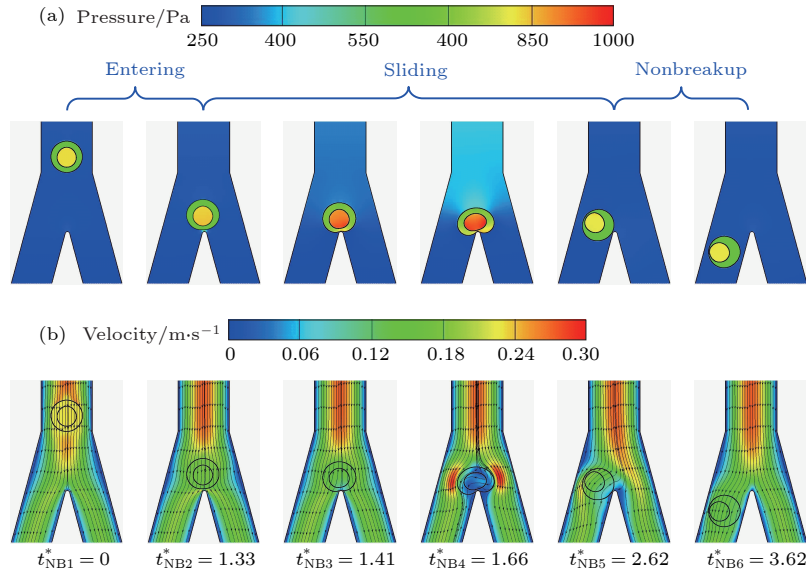 (a) Pressure/Pa
250 400 550 400 850 1000
Entering Sliding Nonbreakup
(b) Velocity/m·s⁻¹
0 0.06 0.12 0.18 0.24 0.30
t*NB1 = 0 t*NB2 = 1.33 t*NB3 = 1.41 t*NB4 = 1.66 t*NB5 = 2.62 t*NB6 = 3.62